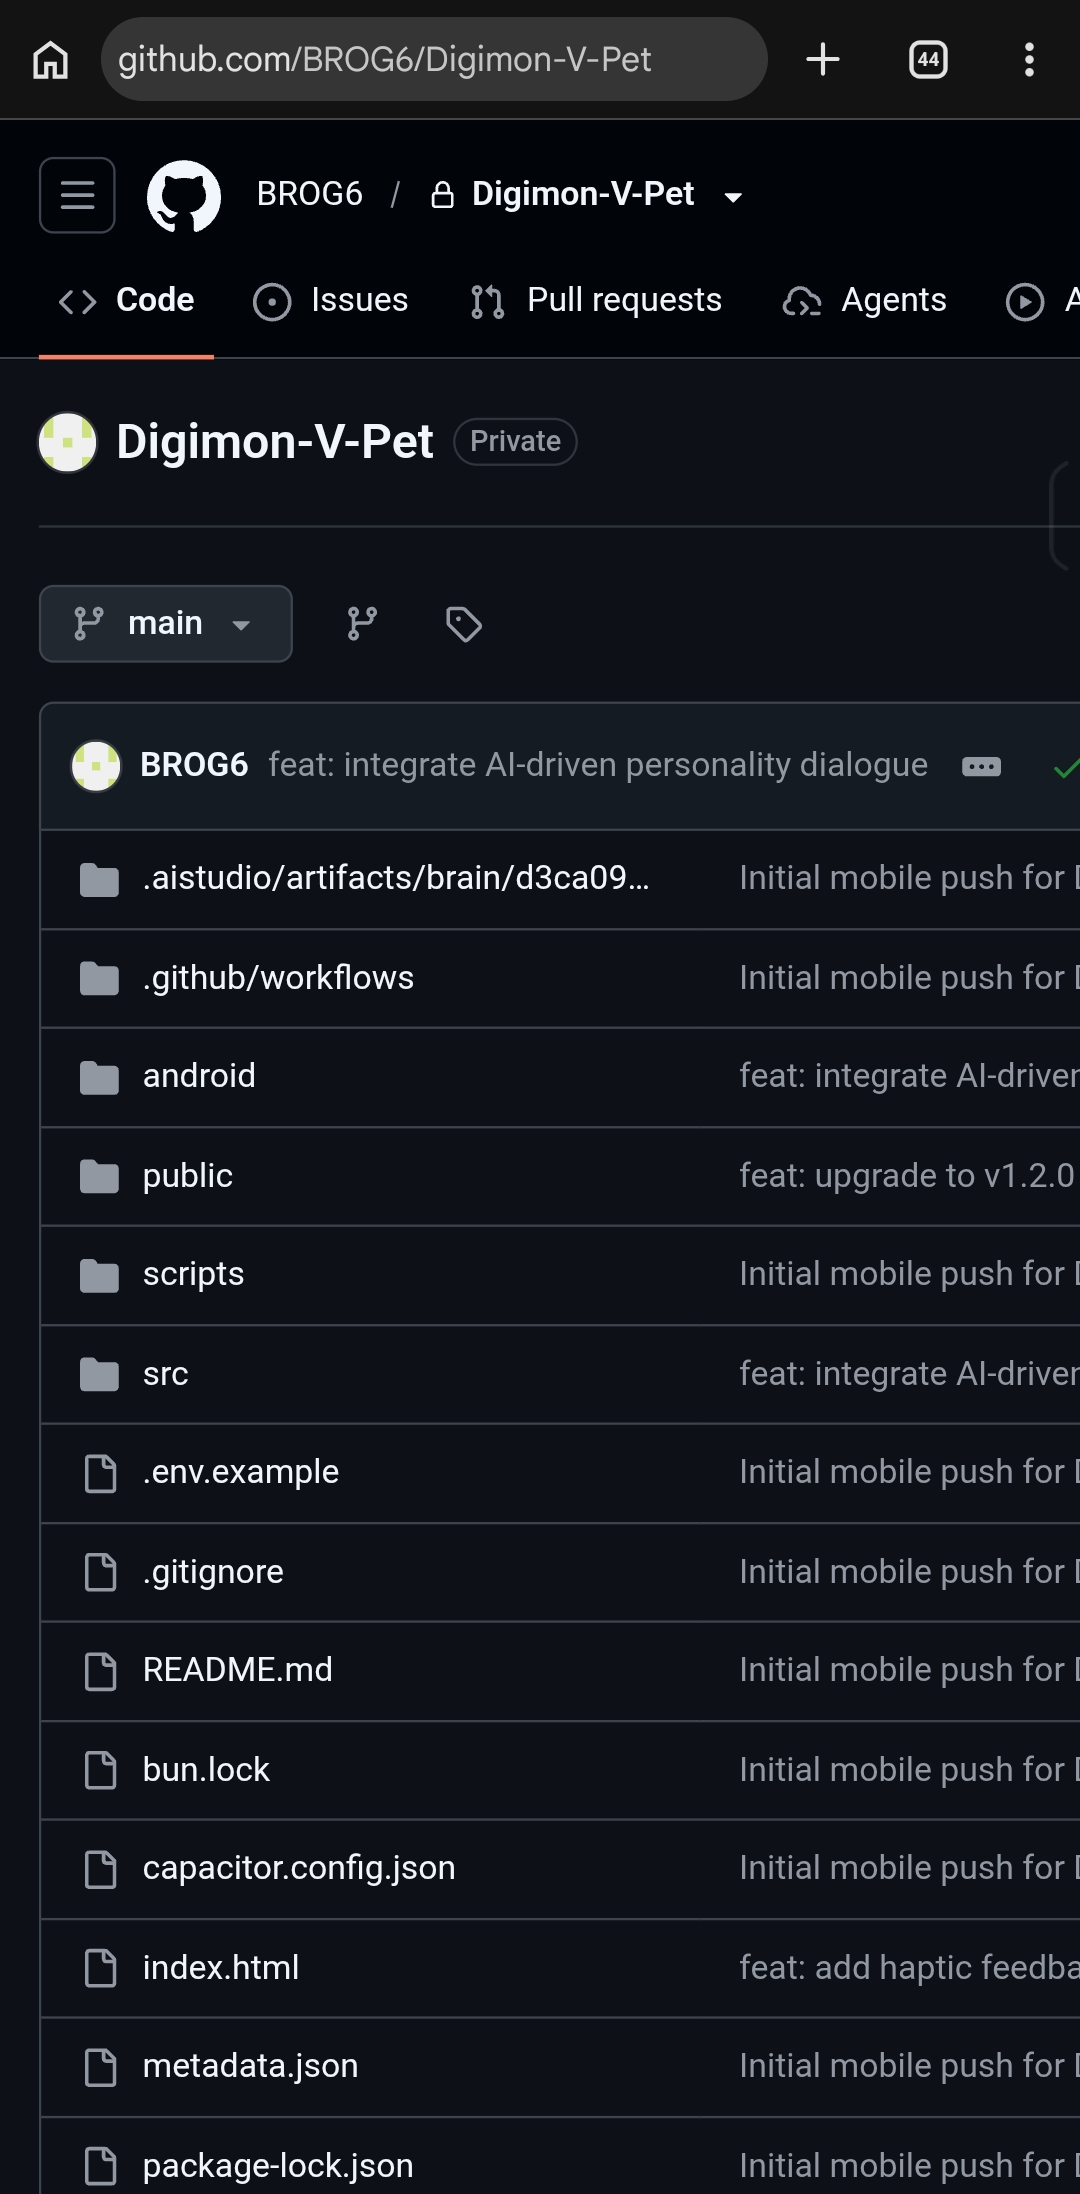 github.com/BROG6/Digimon-V-Pet
44
BROG6 / Digimon-V-Pet
Code Issues Pull requests Agents A
Digimon-V-Pet Private
main
BROG6 feat: integrate AI-driven personality dialogue
.aistudio/artifacts/brain/d3ca09... Initial mobile push for D
.github/workflows Initial mobile push for D
android feat: integrate AI-driven
public feat: upgrade to v1.2.0
scripts Initial mobile push for D
src feat: integrate AI-driven
.env.example Initial mobile push for D
.gitignore Initial mobile push for D
README.md Initial mobile push for D
bun.lock Initial mobile push for D
capacitor.config.json Initial mobile push for D
index.html feat: add haptic feedba
metadata.json Initial mobile push for D
package-lock.json Initial mobile push for D